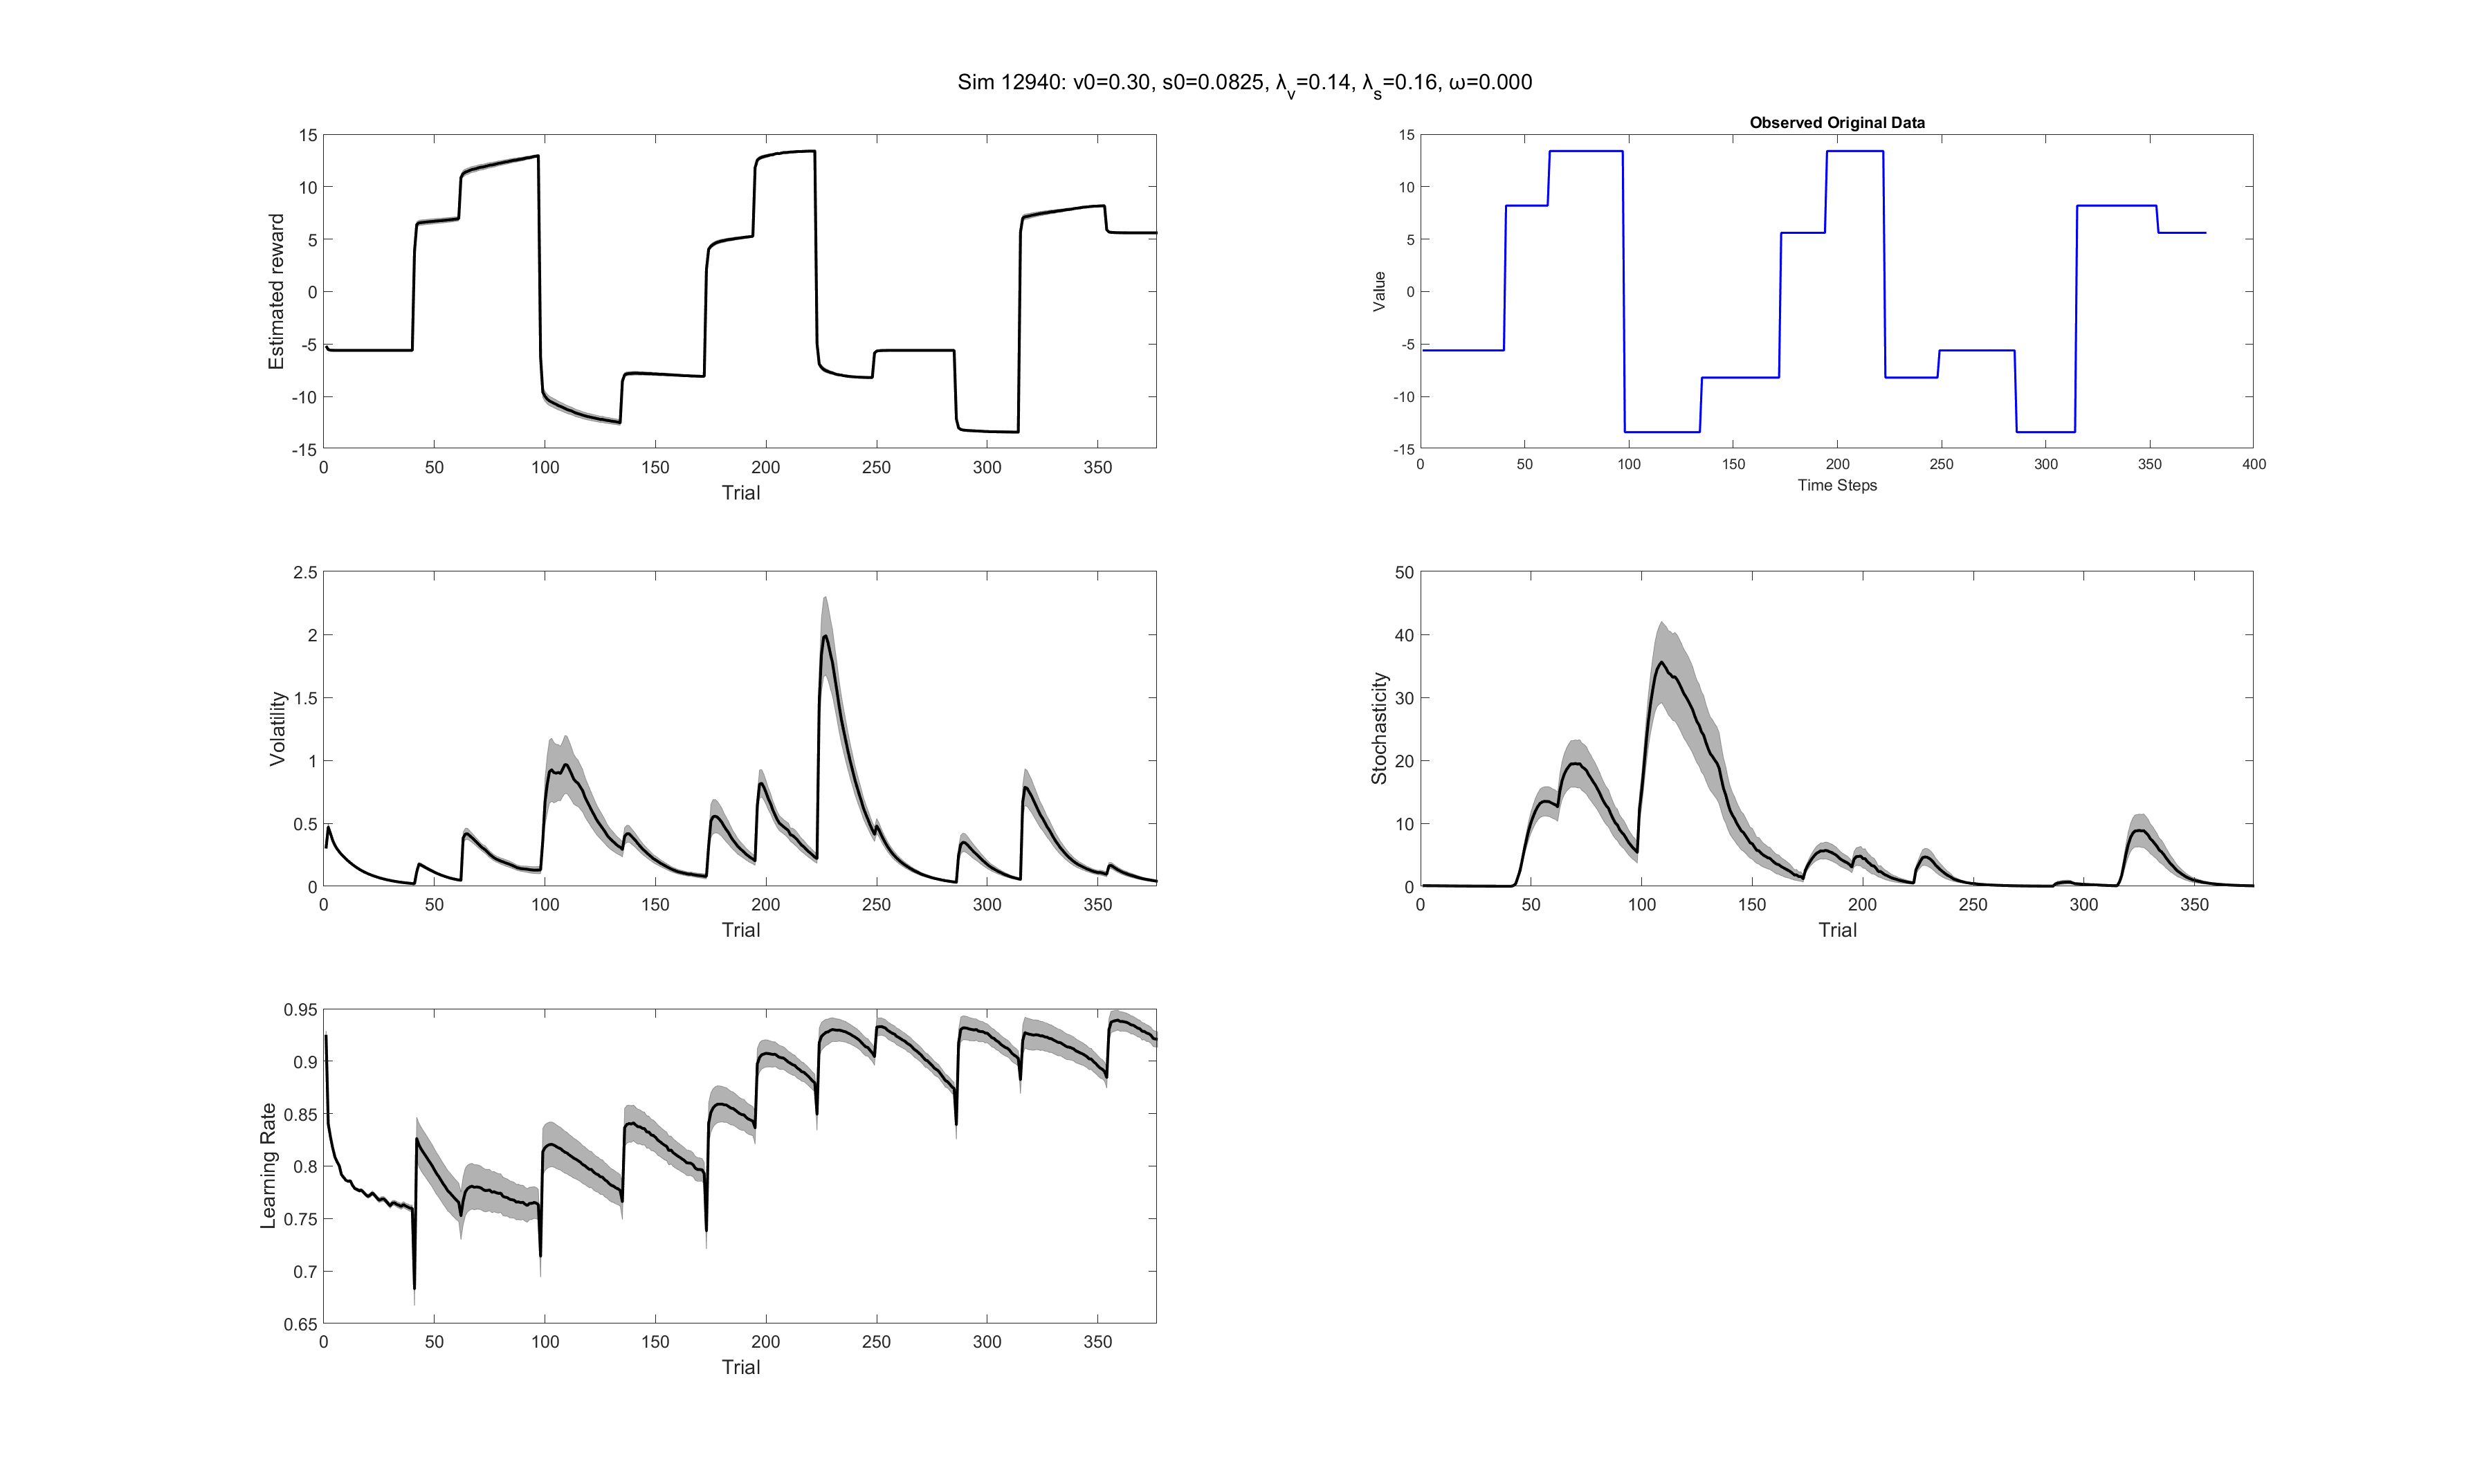 Sim 12940: v0=0.30, s0=0.0825, λv=0.14, λs=0.16, ω=0.000
15
10
5
0
-5
-10
-15
Estimated reward
0 50 100 150 200 250 300 350
Trial
Observed Original Data
15
10
5
0
-5
-10
-15
Value
0 50 100 150 200 250 300 350 400
Time Steps
2.5
2
1.5
1
0.5
0
Volatility
0 50 100 150 200 250 300 350
Trial
50
40
30
20
10
0
Stochasticity
0 50 100 150 200 250 300 350
Trial
0.95
0.9
0.85
0.8
0.75
0.7
0.65
Learning Rate
0 50 100 150 200 250 300 350
Trial